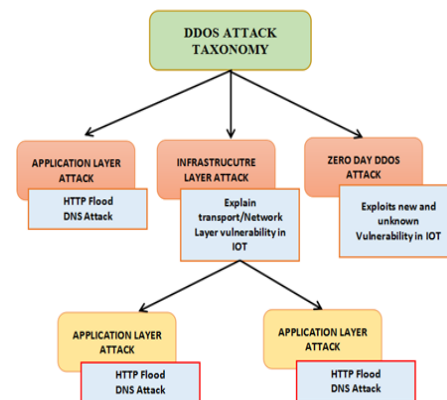 DDOS ATTACK
TAXONOMY
APPLICATION LAYER
ATTACK
HTTP Flood
DNS Attack
INFRASTRUCUTRE
LAYER ATTACK
Explain
transport/Network
Layer vulnerability in
IOT
ZERO DAY DDOS
ATTACK
Exploits new and
unknown
Vulnerability in IOT
APPLICATION LAYER
ATTACK
HTTP Flood
DNS Attack
APPLICATION LAYER
ATTACK
HTTP Flood
DNS Attack